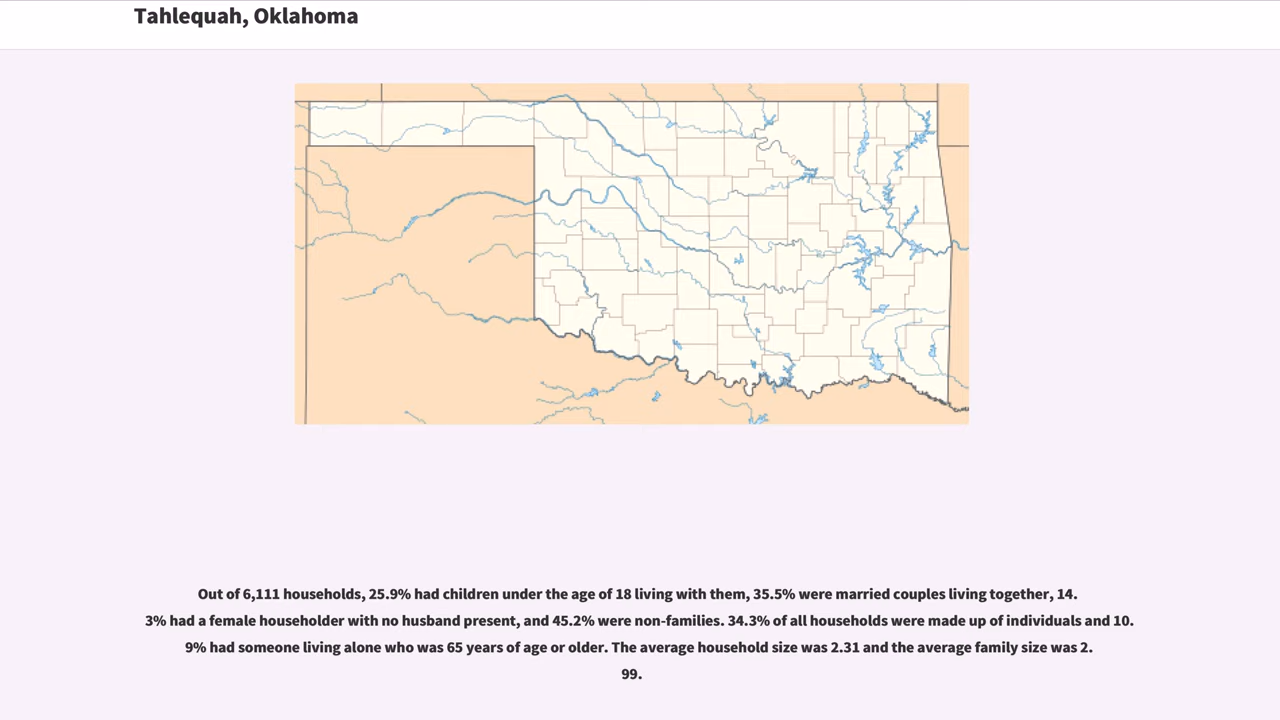 Tahlequah, Oklahoma
Out of 6,111 households, 25.9% had children under the age of 18 living with them, 35.5% were married couples living together, 14.
3% had a female householder with no husband present, and 45.2% were non-families. 34.3% of all households were made up of individuals and 10.
9% had someone living alone who was 65 years of age or older. The average household size was 2.31 and the average family size was 2.
99.